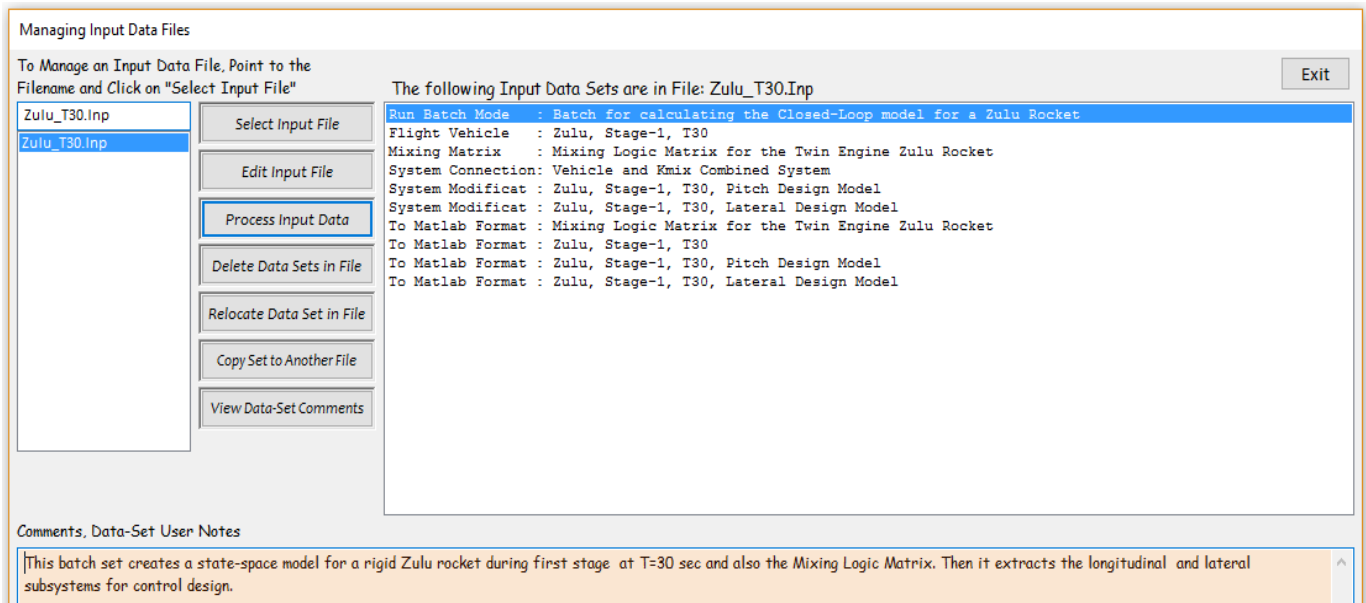 Managing Input Data Files
To Manage an Input Data File, Point to the
Filename and Click on "Select Input File"
The following Input Data Sets are in File: Zulu_T30.Inp
Exit
Zulu_T30.Inp
Zulu_T30.Inp
Select Input File
Edit Input File
Process Input Data
Delete Data Sets in File
Relocate Data Set in File
Copy Set to Another File
View Data-Set Comments
Run Batch Mode   : Batch for calculating the Closed-Loop model for a Zulu Rocket
Flight Vehicle   : Zulu, Stage-1, T30
Mixing Matrix    : Mixing Logic Matrix for the Twin Engine Zulu Rocket
System Connection: Vehicle and Kmix Combined System
System Modificat : Zulu, Stage-1, T30, Pitch Design Model
System Modificat : Zulu, Stage-1, T30, Lateral Design Model
To Matlab Format : Mixing Logic Matrix for the Twin Engine Zulu Rocket
To Matlab Format : Zulu, Stage-1, T30
To Matlab Format : Zulu, Stage-1, T30, Pitch Design Model
To Matlab Format : Zulu, Stage-1, T30, Lateral Design Model
Comments, Data-Set User Notes
This batch set creates a state-space model for a rigid Zulu rocket during first stage at T=30 sec and also the Mixing Logic Matrix. Then it extracts the longitudinal and lateral
subsystems for control design.